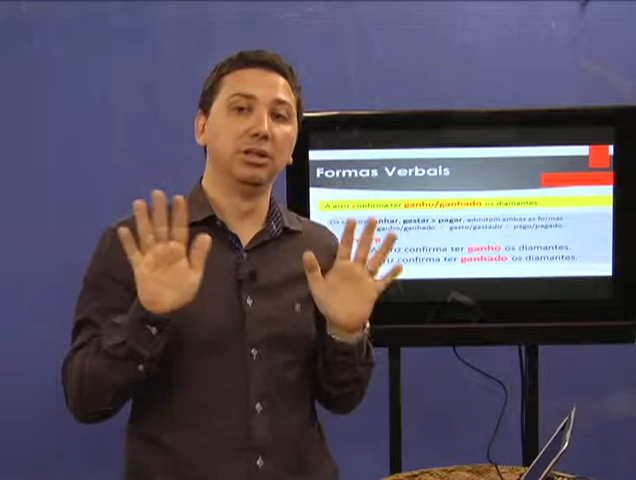 Formas Verbais
A atriz confirma ter ganho/ganhado os diamantes.
ganhar, gastar e pagar, admitem ambas as formas
ganho/ganhado - gasto/gastado - pago/pagado.
confirma ter ganho os diamantes.
confirma ter ganhado os diamantes.